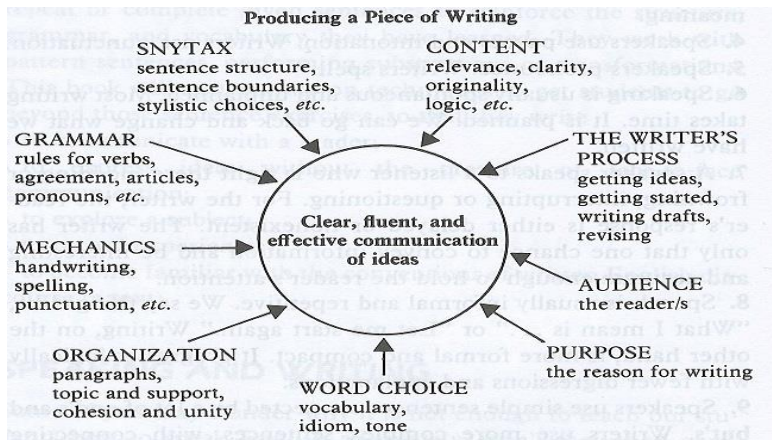 Producing a Piece of Writing
SNYTAX
sentence structure,
sentence boundaries,
stylistic choices, etc.
CONTENT
relevance, clarity,
originality,
logic, etc.
GRAMMAR
rules for verbs,
agreement, articles,
pronouns, etc.
THE WRITER'S
PROCESS
getting ideas,
getting started,
writing drafts,
revising
Clear, fluent, and
effective communication
of ideas
MECHANICS
handwriting,
spelling,
punctuation, etc.
AUDIENCE
the reader/s
ORGANIZATION
paragraphs,
topic and support,
cohesion and unity
WORD CHOICE
vocabulary,
idiom, tone
PURPOSE
the reason for writing